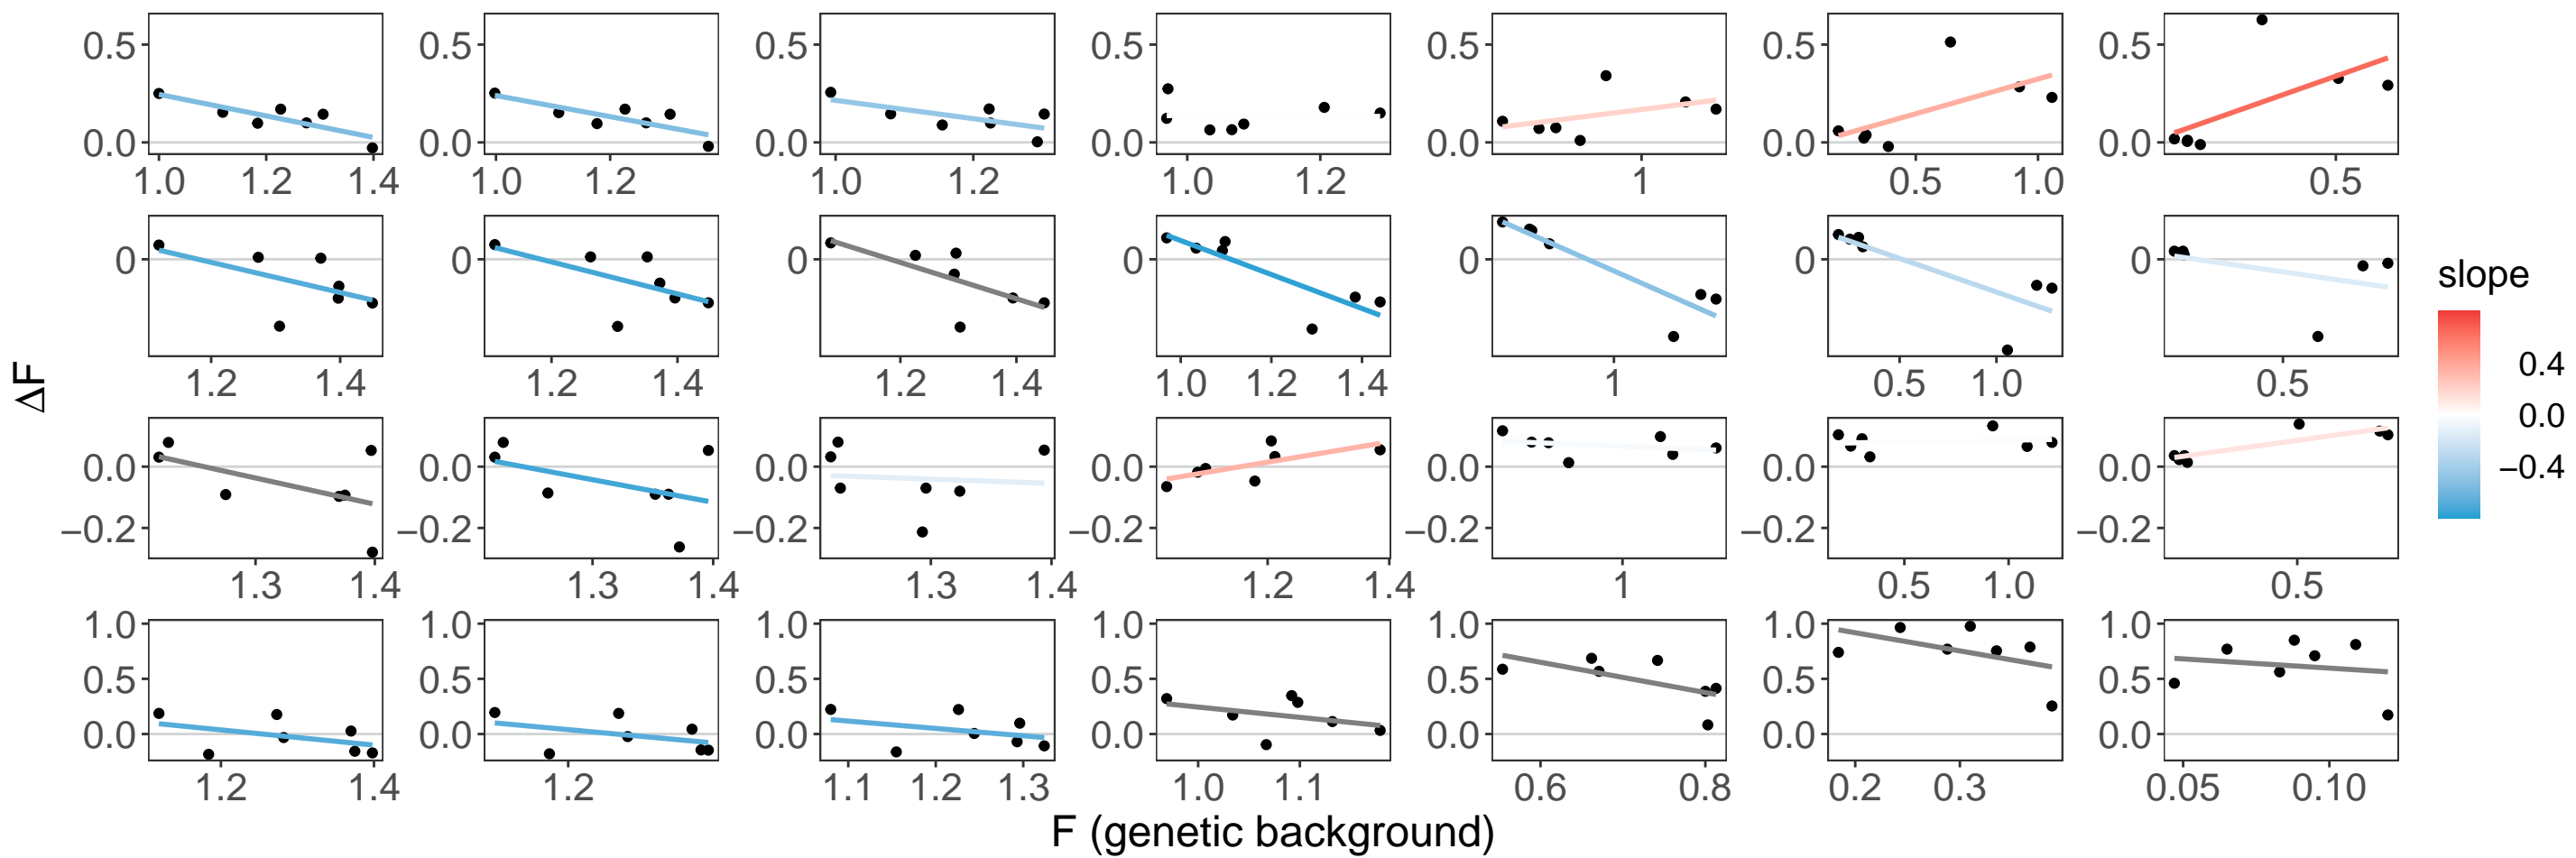 0.5 0.5 0.5 0.5 0.5 0.5 0.5
0.0 0.0 0.0 0.0 0.0 0.0 0.0
1.0 1.2 1.4 1.0 1.2 1.0 1.2 1.0 1.2 1 0.5 1.0 0.5
0 0 0 0 0 0 0
1.2 1.4 1.2 1.4 1.2 1.4 1.0 1.2 1.4 1 0.5 1.0 0.5
0.0 0.0 0.0 0.0 0.0 0.0 0.0
−0.2 −0.2 −0.2 −0.2 −0.2 −0.2 −0.2
1.3 1.4 1.3 1.4 1.3 1.4 1.2 1.4 1 0.5 1.0 0.5
1.0 1.0 1.0 1.0 1.0 1.0 1.0
0.5 0.5 0.5 0.5 0.5 0.5 0.5
0.0 0.0 0.0 0.0 0.0 0.0 0.0
1.2 1.4 1.2 1.1 1.2 1.3 1.0 1.1 0.6 0.8 0.2 0.3 0.05 0.10
ΔF
F (genetic background)
slope
0.4
0.0
−0.4